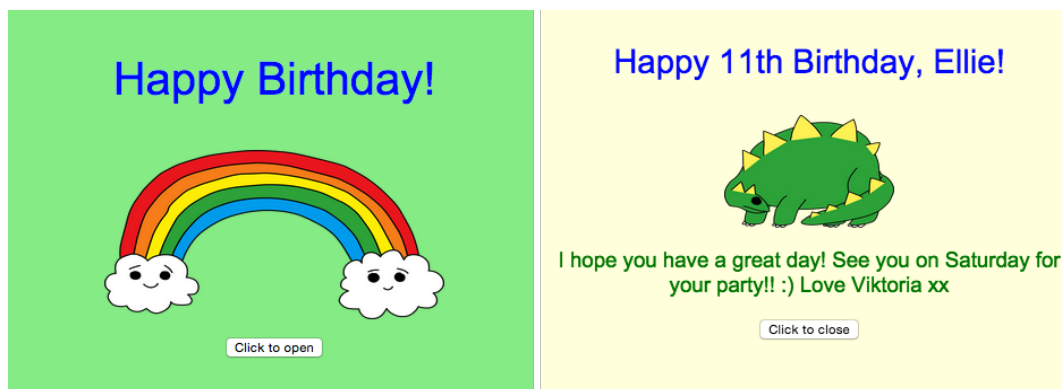 Happy Birthday!
Click to open
Happy 11th Birthday, Ellie!
I hope you have a great day! See you on Saturday for
your party!! :) Love Viktoria xx
Click to close